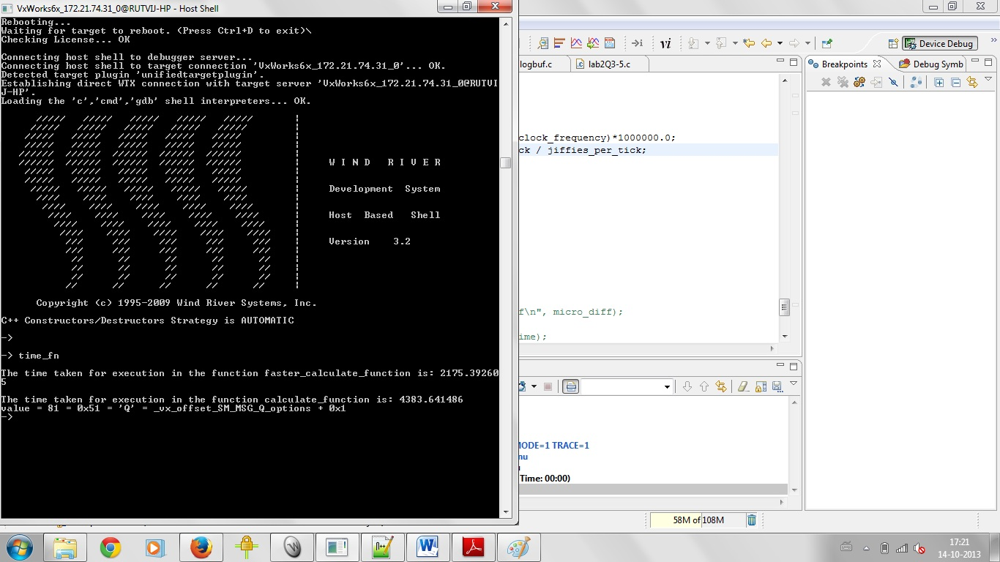 VxWorks6x_172.21.74.31_0@RUTVIJ-HP - Host Shell
Rebooting...
Waiting for target to reboot. (Press Ctrl+D to exit)\
Checking License... OK
Connecting host shell to debugger server...
Connecting host shell to target connection 'VxWorks6x_172.21.74.31_0'... OK.
Detected target plugin 'unifiedtargetplugin'.
Establishing direct WTX connection with target server 'VxWorks6x_172.21.74.31_0@RUTVI
J-HP'.
Loading the 'c','cmd','gdb' shell interpreters... OK.
W I N D   R I V E R
Development System
Host Based Shell
Version 3.2
Copyright (c) 1995-2009 Wind River Systems, Inc.
C++ Constructors/Destructors Strategy is AUTOMATIC
->
-> time_fn
The time taken for execution in the function faster_calculate_function is: 2175.39260
5
The time taken for execution in the function calculate_function is: 4383.641486
value = 81 = 0x51 = 'Q' = _vx_offset_SM_MSG_Q_options + 0x1
->
vi
Device Debug
»
logbuf.c
lab2Q3-5.c
Breakpoints
Debug Symb
clock_frequency)*1000000.0;
ck / jiffies_per_tick;
f\n", micro_diff);
ime);
MODE=1 TRACE=1
nu
Time: 00:00)
58M of 108M
17:21
14-10-2013